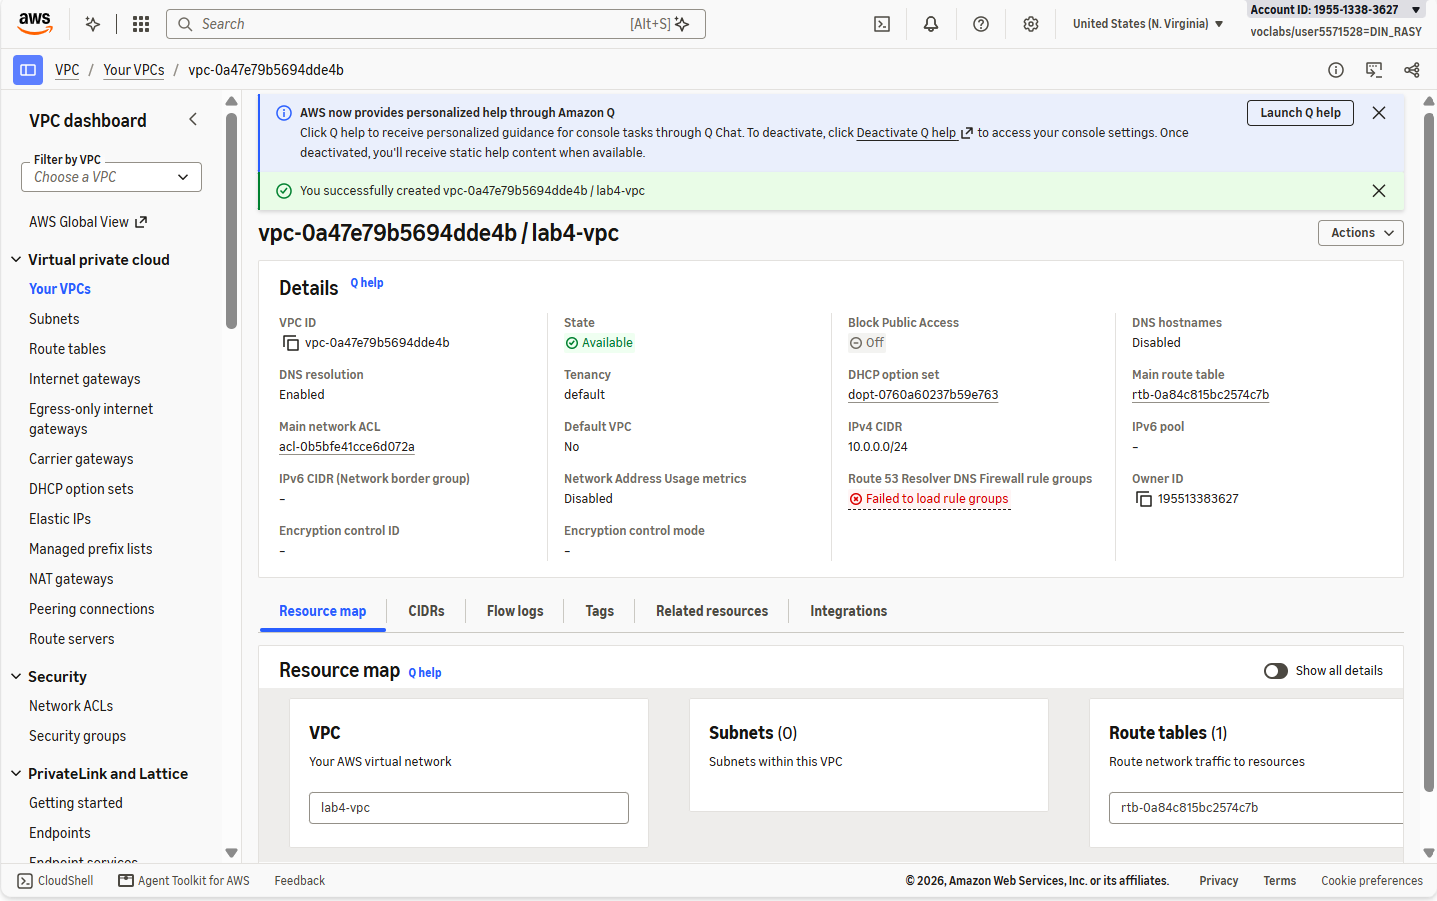 aws
Search
[Alt+S]
United States (N. Virginia)
Account ID: 1955-1338-3627
voclabs/user5571528=DIN_RASY
VPC / Your VPCs / vpc-0a47e79b5694dde4b
VPC dashboard
Filter by VPC
Choose a VPC
AWS Global View
Virtual private cloud
Your VPCs
Subnets
Route tables
Internet gateways
Egress-only internet
gateways
Carrier gateways
DHCP option sets
Elastic IPs
Managed prefix lists
NAT gateways
Peering connections
Route servers
Security
Network ACLs
Security groups
PrivateLink and Lattice
Getting started
Endpoints
Endpoint services
AWS now provides personalized help through Amazon Q
Click Q help to receive personalized guidance for console tasks through Q Chat. To deactivate, click Deactivate Q help to access your console settings. Once
deactivated, you'll receive static help content when available.
Launch Q help
You successfully created vpc-0a47e79b5694dde4b / lab4-vpc
vpc-0a47e79b5694dde4b / lab4-vpc
Actions
Details Q help
VPC ID
vpc-0a47e79b5694dde4b
State
Available
Block Public Access
Off
DNS hostnames
Disabled
DNS resolution
Enabled
Tenancy
default
DHCP option set
dopt-0760a60237b59e763
Main route table
rtb-0a84c815bc2574c7b
Main network ACL
acl-0b5bfe41cce6d072a
Default VPC
No
IPv4 CIDR
10.0.0.0/24
IPv6 pool
–
IPv6 CIDR (Network border group)
–
Network Address Usage metrics
Disabled
Route 53 Resolver DNS Firewall rule groups
Failed to load rule groups
Owner ID
195513383627
Encryption control ID
–
Encryption control mode
–
Resource map
CIDRs
Flow logs
Tags
Related resources
Integrations
Resource map Q help
Show all details
VPC
Your AWS virtual network
lab4-vpc
Subnets (0)
Subnets within this VPC
Route tables (1)
Route network traffic to resources
rtb-0a84c815bc2574c7b
CloudShell
Agent Toolkit for AWS
Feedback
© 2026, Amazon Web Services, Inc. or its affiliates.
Privacy
Terms
Cookie preferences